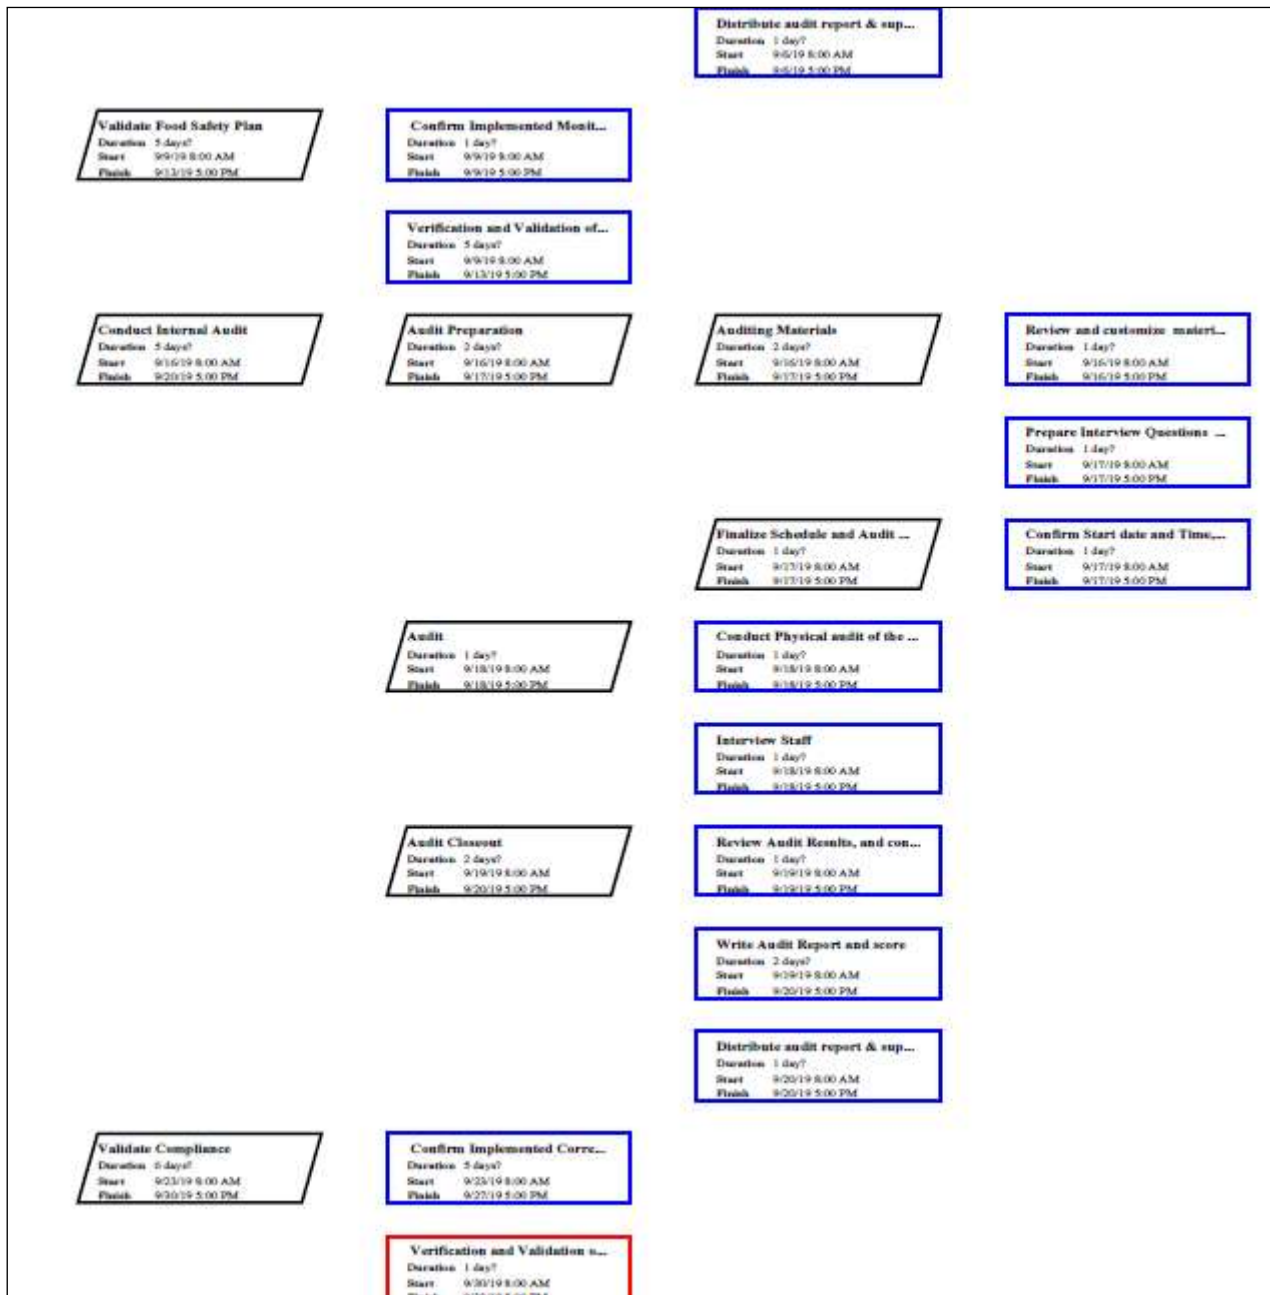 Distribute audit report & sup...
Duration 1 day?
Start 9/6/19 8:00 AM
Finish 9/6/19 5:00 PM
Validate Food Safety Plan
Duration 5 days?
Start 9/9/19 8:00 AM
Finish 9/13/19 5:00 PM
Confirm Implemented Monit...
Duration 1 day?
Start 9/9/19 8:00 AM
Finish 9/9/19 5:00 PM
Verification and Validation of...
Duration 5 days?
Start 9/9/19 8:00 AM
Finish 9/13/19 5:00 PM
Conduct Internal Audit
Duration 5 days?
Start 9/16/19 8:00 AM
Finish 9/20/19 5:00 PM
Audit Preparation
Duration 2 days?
Start 9/16/19 8:00 AM
Finish 9/17/19 5:00 PM
Auditing Materials
Duration 2 days?
Start 9/16/19 8:00 AM
Finish 9/17/19 5:00 PM
Review and customize materi...
Duration 1 day?
Start 9/16/19 8:00 AM
Finish 9/16/19 5:00 PM
Prepare Interview Questions ...
Duration 1 day?
Start 9/17/19 8:00 AM
Finish 9/17/19 5:00 PM
Finalize Schedule and Audit ...
Duration 1 day?
Start 9/17/19 8:00 AM
Finish 9/17/19 5:00 PM
Confirm Start date and Time,...
Duration 1 day?
Start 9/17/19 8:00 AM
Finish 9/17/19 5:00 PM
Audit
Duration 1 day?
Start 9/18/19 8:00 AM
Finish 9/18/19 5:00 PM
Conduct Physical audit of the ...
Duration 1 day?
Start 9/18/19 8:00 AM
Finish 9/18/19 5:00 PM
Interview Staff
Duration 1 day?
Start 9/18/19 8:00 AM
Finish 9/18/19 5:00 PM
Audit Closeout
Duration 2 days?
Start 9/19/19 8:00 AM
Finish 9/20/19 5:00 PM
Review Audit Results, and con...
Duration 1 day?
Start 9/19/19 8:00 AM
Finish 9/19/19 5:00 PM
Write Audit Report and score
Duration 2 days?
Start 9/19/19 8:00 AM
Finish 9/20/19 5:00 PM
Distribute audit report & sup...
Duration 1 day?
Start 9/20/19 8:00 AM
Finish 9/20/19 5:00 PM
Validate Compliance
Duration 6 days?
Start 9/23/19 8:00 AM
Finish 9/30/19 5:00 PM
Confirm Implemented Corre...
Duration 5 days?
Start 9/23/19 8:00 AM
Finish 9/27/19 5:00 PM
Verification and Validation o...
Duration 1 day?
Start 9/30/19 8:00 AM